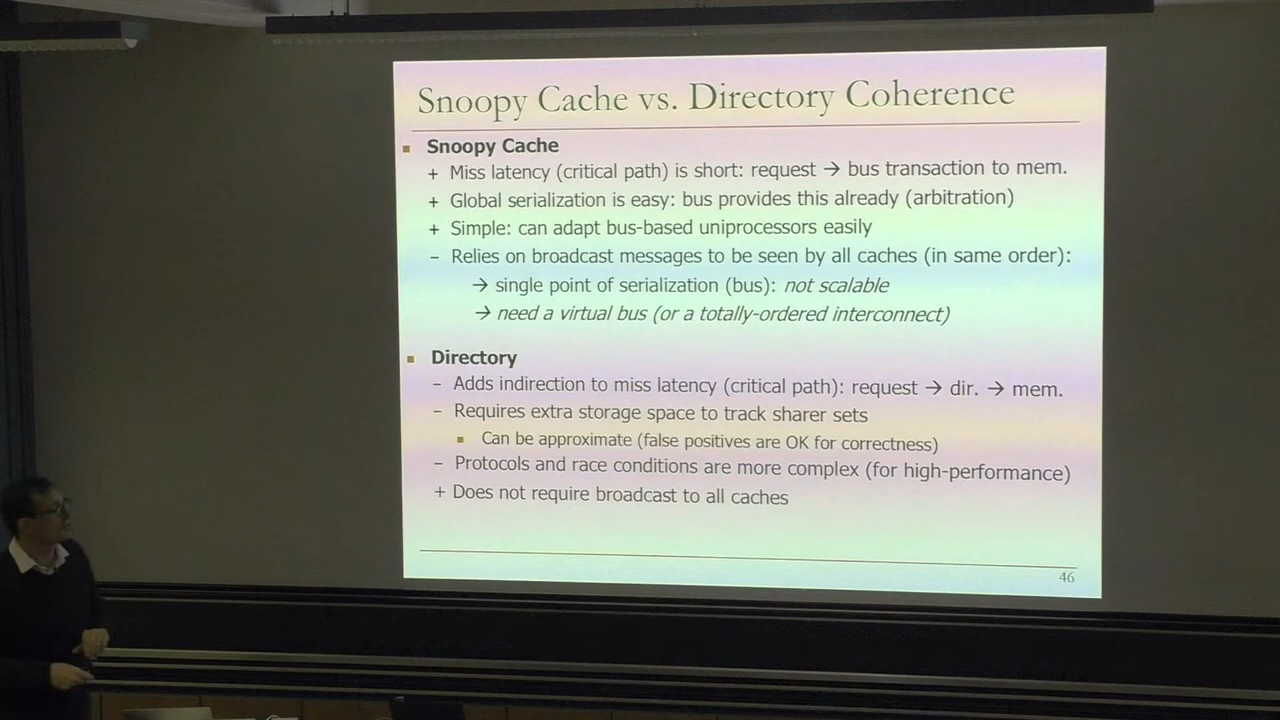 Snoopy Cache vs. Directory Coherence
▪ Snoopy Cache
+ Miss latency (critical path) is short: request → bus transaction to mem.
+ Global serialization is easy: bus provides this already (arbitration)
+ Simple: can adapt bus-based uniprocessors easily
– Relies on broadcast messages to be seen by all caches (in same order):
→ single point of serialization (bus): not scalable
→ need a virtual bus (or a totally-ordered interconnect)
▪ Directory
– Adds indirection to miss latency (critical path): request → dir. → mem.
– Requires extra storage space to track sharer sets
▪ Can be approximate (false positives are OK for correctness)
– Protocols and race conditions are more complex (for high-performance)
+ Does not require broadcast to all caches
46